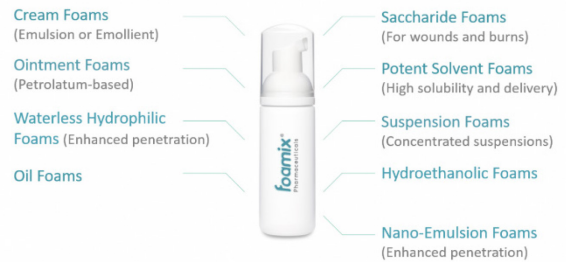 Cream Foams
(Emulsion or Emollient)
Ointment Foams
(Petrolatum-based)
Waterless Hydrophilic
Foams (Enhanced penetration)
Oil Foams
foamix®
Pharmaceuticals
Saccharide Foams
(For wounds and burns)
Potent Solvent Foams
(High solubility and delivery)
Suspension Foams
(Concentrated suspensions)
Hydroethanolic Foams
Nano-Emulsion Foams
(Enhanced penetration)